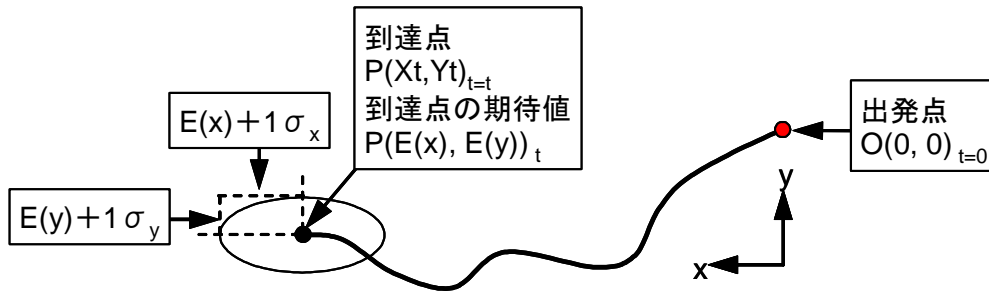 到達点
P(Xt,Yt)t=t
到達点の期待値
P(E(x), E(y)) t
E(x)+1σx
E(y)+1σy
出発点
O(0, 0) t=0
y
x